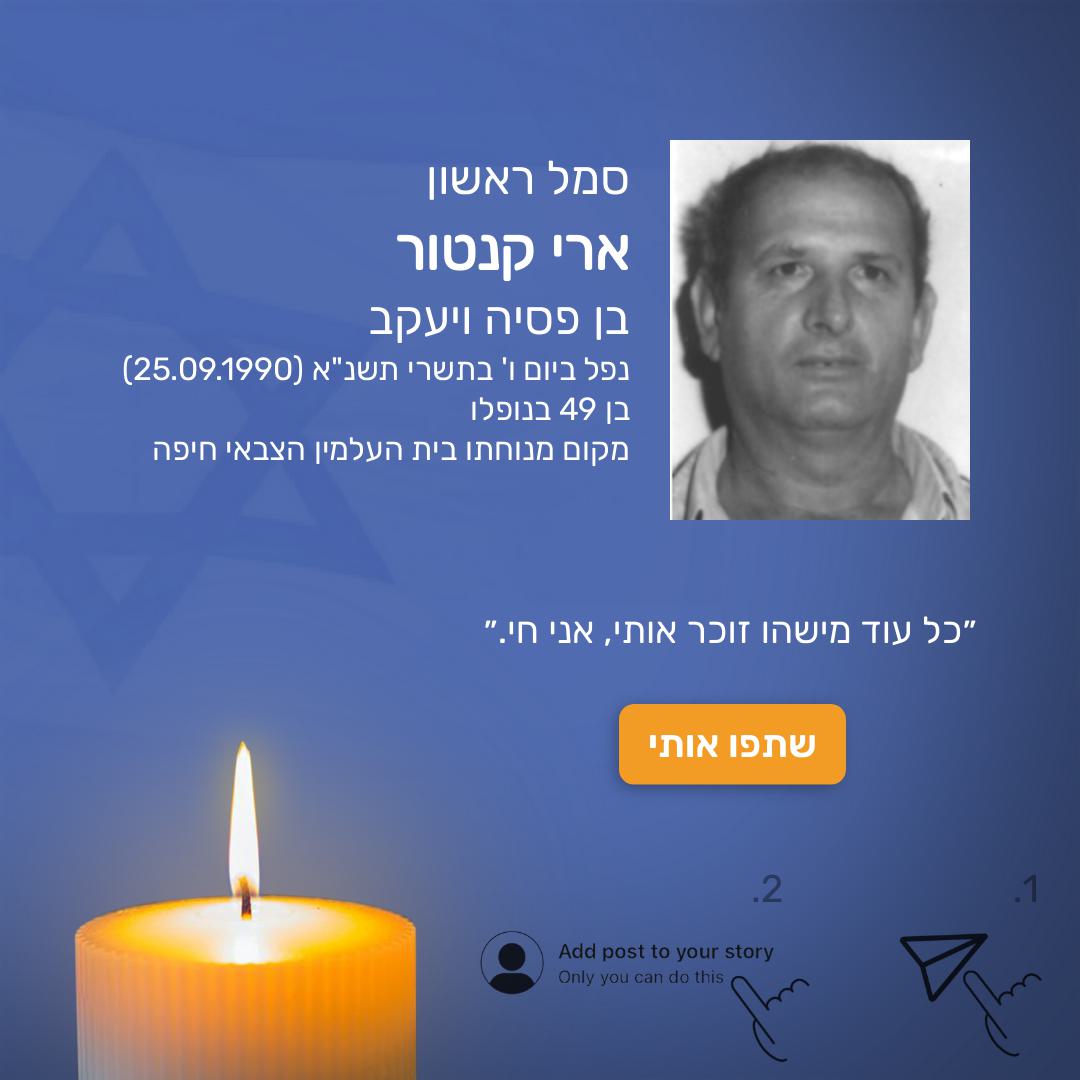 סמל ראשון
ארי קנטור
בן פסיה ויעקב
נפל ביום ו' בתשרי תשנ"א (25.09.1990)
בן 49 בנופלו
מקום מנוחתו בית העלמין הצבאי חיפה
״כל עוד מישהו זוכר אותי, אני חי.״
שתפו אותי
.1
.2
Add post to your story
Only you can do this